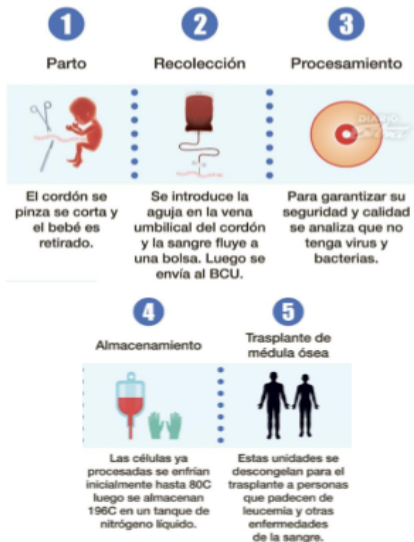 1
Parto
El cordón se
pinza se corta y
el bebé es
retirado.
2
Recolección
Se introduce la
aguja en la vena
umbilical del cordón
y la sangre fluye a
una bolsa. Luego se
envía al BCU.
3
Procesamiento
DIARIO
Para garantizar su
seguridad y calidad
se analiza que no
tenga virus y
bacterias.
4
Almacenamiento
Las células ya
procesadas se enfrían
inicialmente hasta 80C
luego se almacenan
196C en un tanque de
nitrógeno líquido.
5
Trasplante de
médula ósea
Estas unidades se
descongelan para el
trasplante a personas
que padecen de
leucemia y otras
enfermedades
de la sangre.